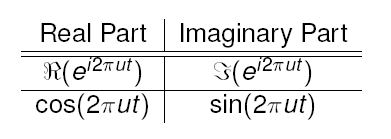 Real Part Imaginary Part
ℜ(e^{i2πut}) ℑ(e^{i2πut})
cos(2πut) sin(2πut)